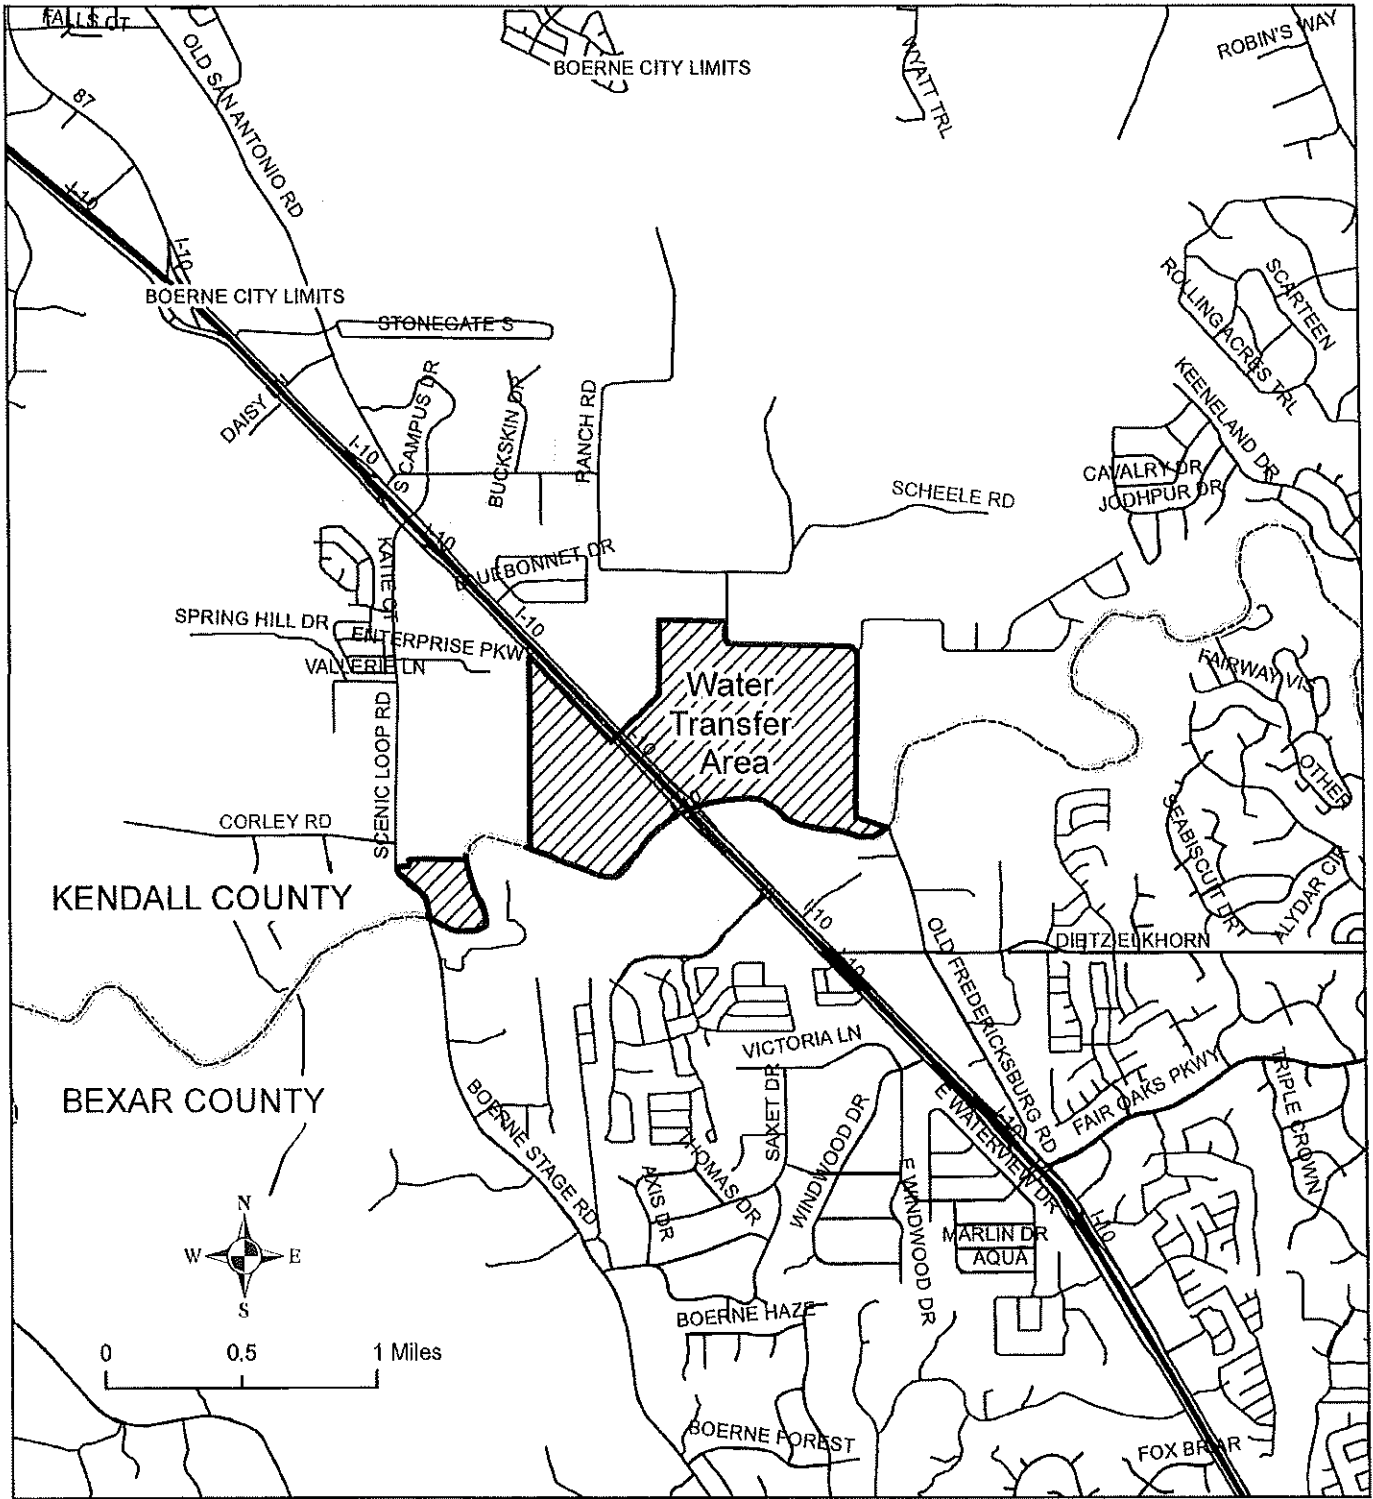 FALLS CT
OLD SAN ANTONIO RD
BOERNE CITY LIMITS
WYATT TRL
ROBIN'S WAY
87
I-10
I-10
BOERNE CITY LIMITS
STONEGATE S
ROLLING ACRES TRL
SCARTEEN
DAISY
S CAMPUS DR
BUCKSKIN DR
RANCH RD
KEENELAND DR
I-10
CAVALRY DR
JODHPUR DR
SCHEELE RD
I-10
KATIE CT
BLUEBONNET DR
I-10
SPRING HILL DR
ENTERPRISE PKW
VALLERIE LN
FAIRWAY VIS
Water
Transfer
Area
I-10
OTHER
SCENIC LOOP RD
CORLEY RD
SEABISCUIT DR
ALYDAR CIR
KENDALL COUNTY
I-10
OLD FREDERICKSBURG RD
DIETZ ELKHORN
I-10
VICTORIA LN
BEXAR COUNTY
BOERNE STAGE RD
SAXET DR
WINDWOOD DR
E WATERVIEW DR
I-10
FAIR OAKS PKWY
TRIPLE CROWN
THOMAS DR
AXIS DR
E WINDWOOD DR
MARLIN DR
AQUA
I-10
N
W E
S
BOERNE HAZE
0 0.5 1 Miles
BOERNE FOREST
FOX BRIAR